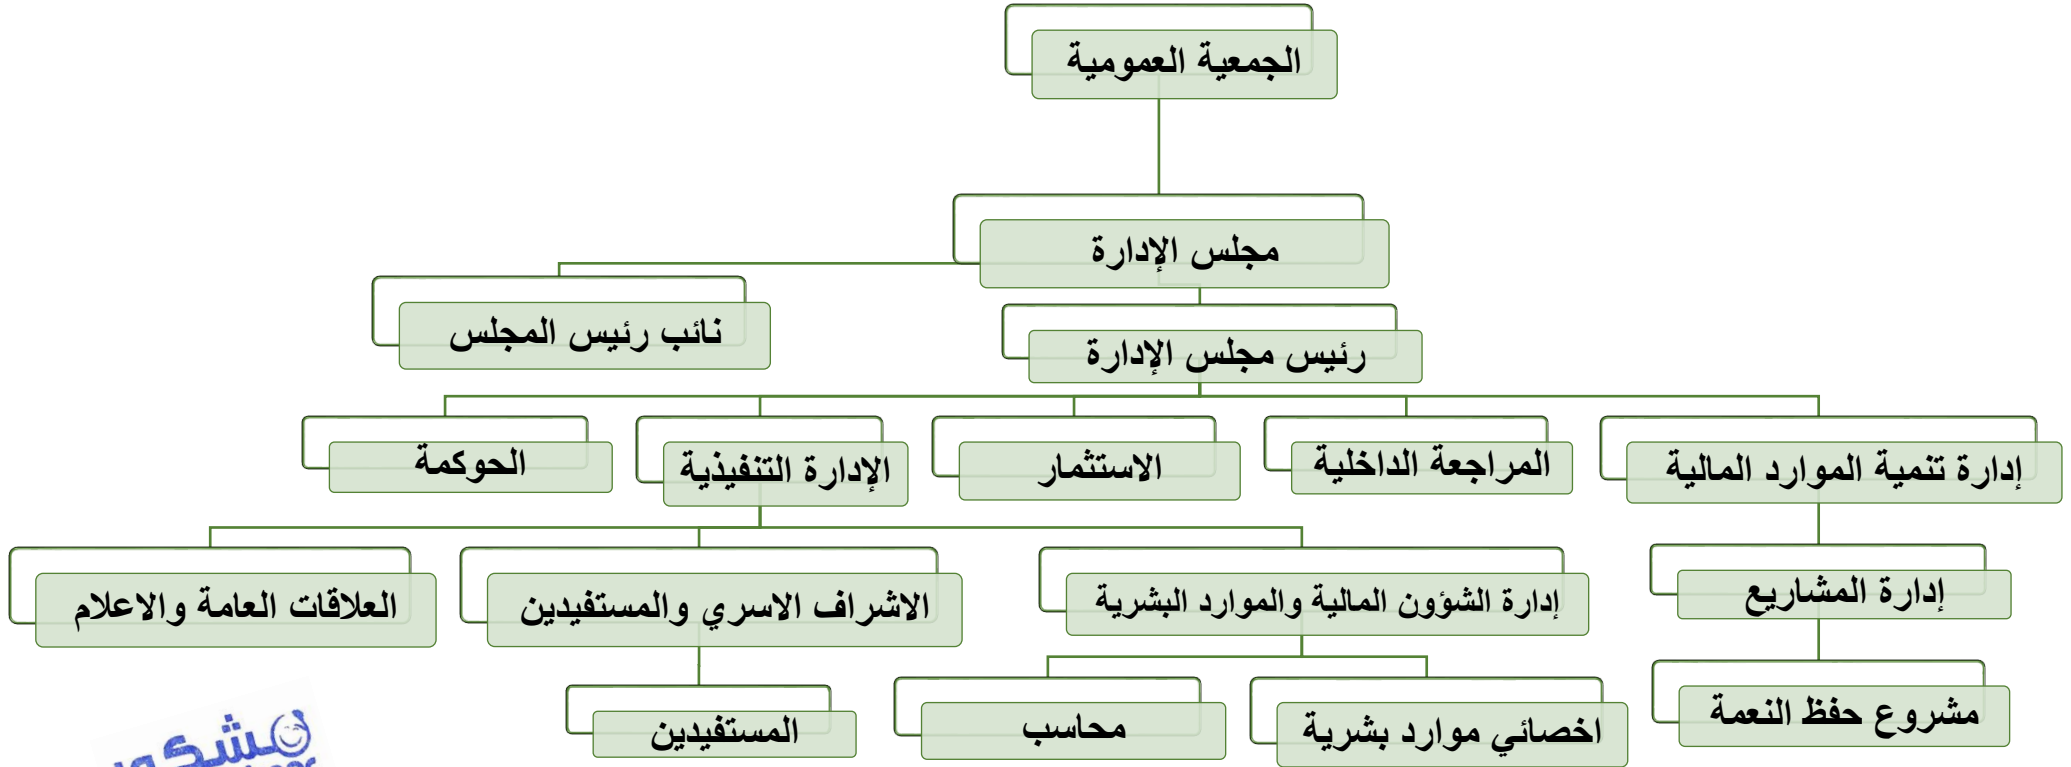 الجمعية العمومية
مجلس الإدارة
رئيس مجلس الإدارة
نائب رئيس المجلس
إدارة تنمية الموارد المالية
المراجعة الداخلية
الاستثمار
الإدارة التنفيذية
الحوكمة
إدارة المشاريع
إدارة الشؤون المالية والموارد البشرية
الاشراف الاسري والمستفيدين
العلاقات العامة والاعلام
مشروع حفظ النعمة
اخصائي موارد بشرية
محاسب
المستفيدين